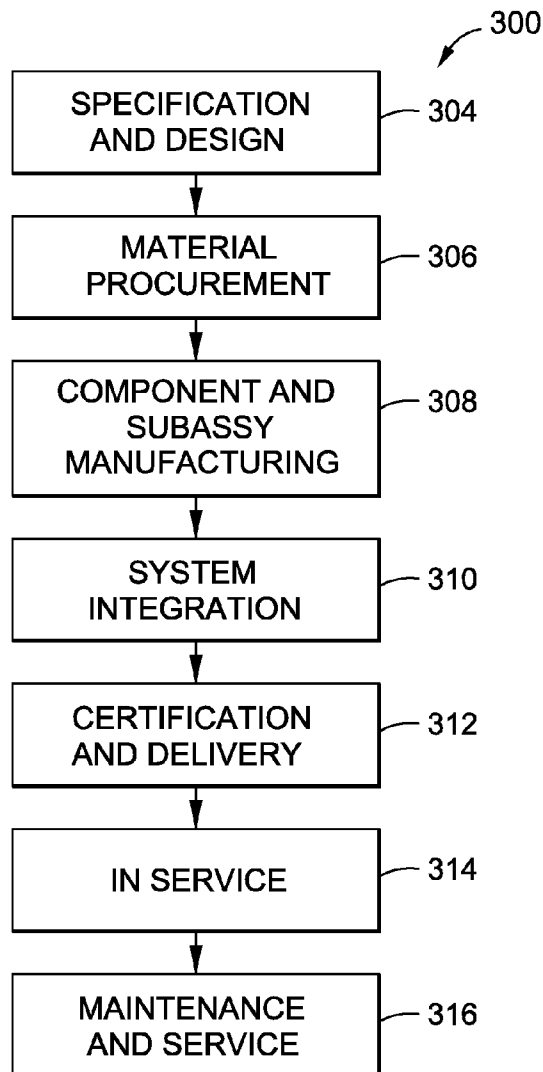 300
SPECIFICATION
AND DESIGN
304
MATERIAL
PROCUREMENT
306
COMPONENT AND
SUBASSY
MANUFACTURING
308
SYSTEM
INTEGRATION
310
CERTIFICATION
AND DELIVERY
312
IN SERVICE
314
MAINTENANCE
AND SERVICE
316